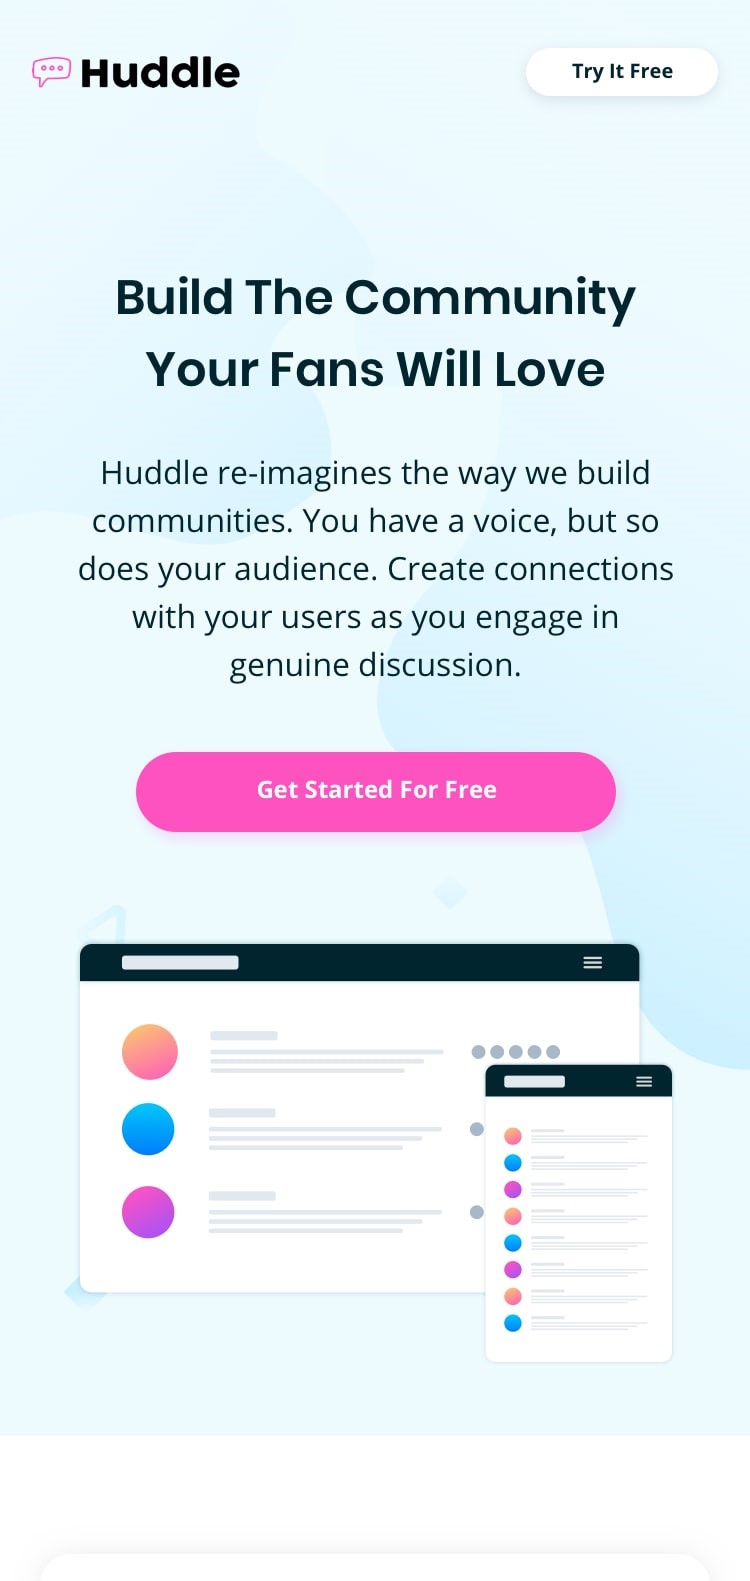 Huddle
Try It Free
Build The Community
Your Fans Will Love
Huddle re-imagines the way we build
communities. You have a voice, but so
does your audience. Create connections
with your users as you engage in
genuine discussion.
Get Started For Free